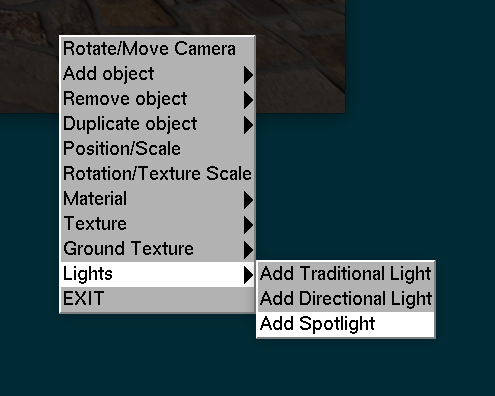 Rotate/Move Camera
Add object
Remove object
Duplicate object
Position/Scale
Rotation/Texture Scale
Material
Texture
Ground Texture
Lights
EXIT
Add Traditional Light
Add Directional Light
Add Spotlight